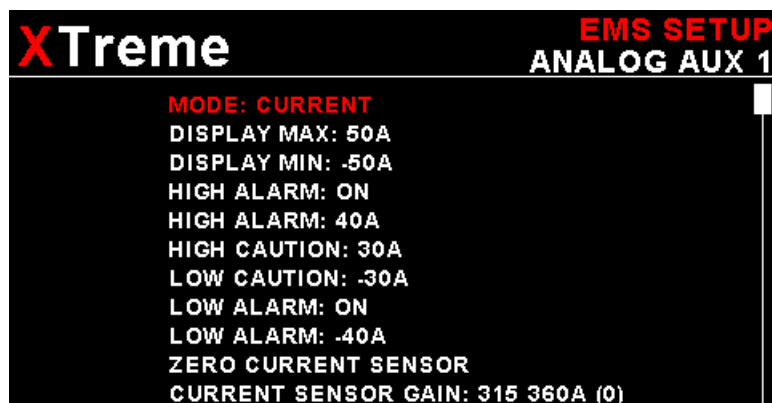 XTreme
EMS SETUP
ANALOG AUX 1
MODE: CURRENT
DISPLAY MAX: 50A
DISPLAY MIN: -50A
HIGH ALARM: ON
HIGH ALARM: 40A
HIGH CAUTION: 30A
LOW CAUTION: -30A
LOW ALARM: ON
LOW ALARM: -40A
ZERO CURRENT SENSOR
CURRENT SENSOR GAIN: 315 360A (0)